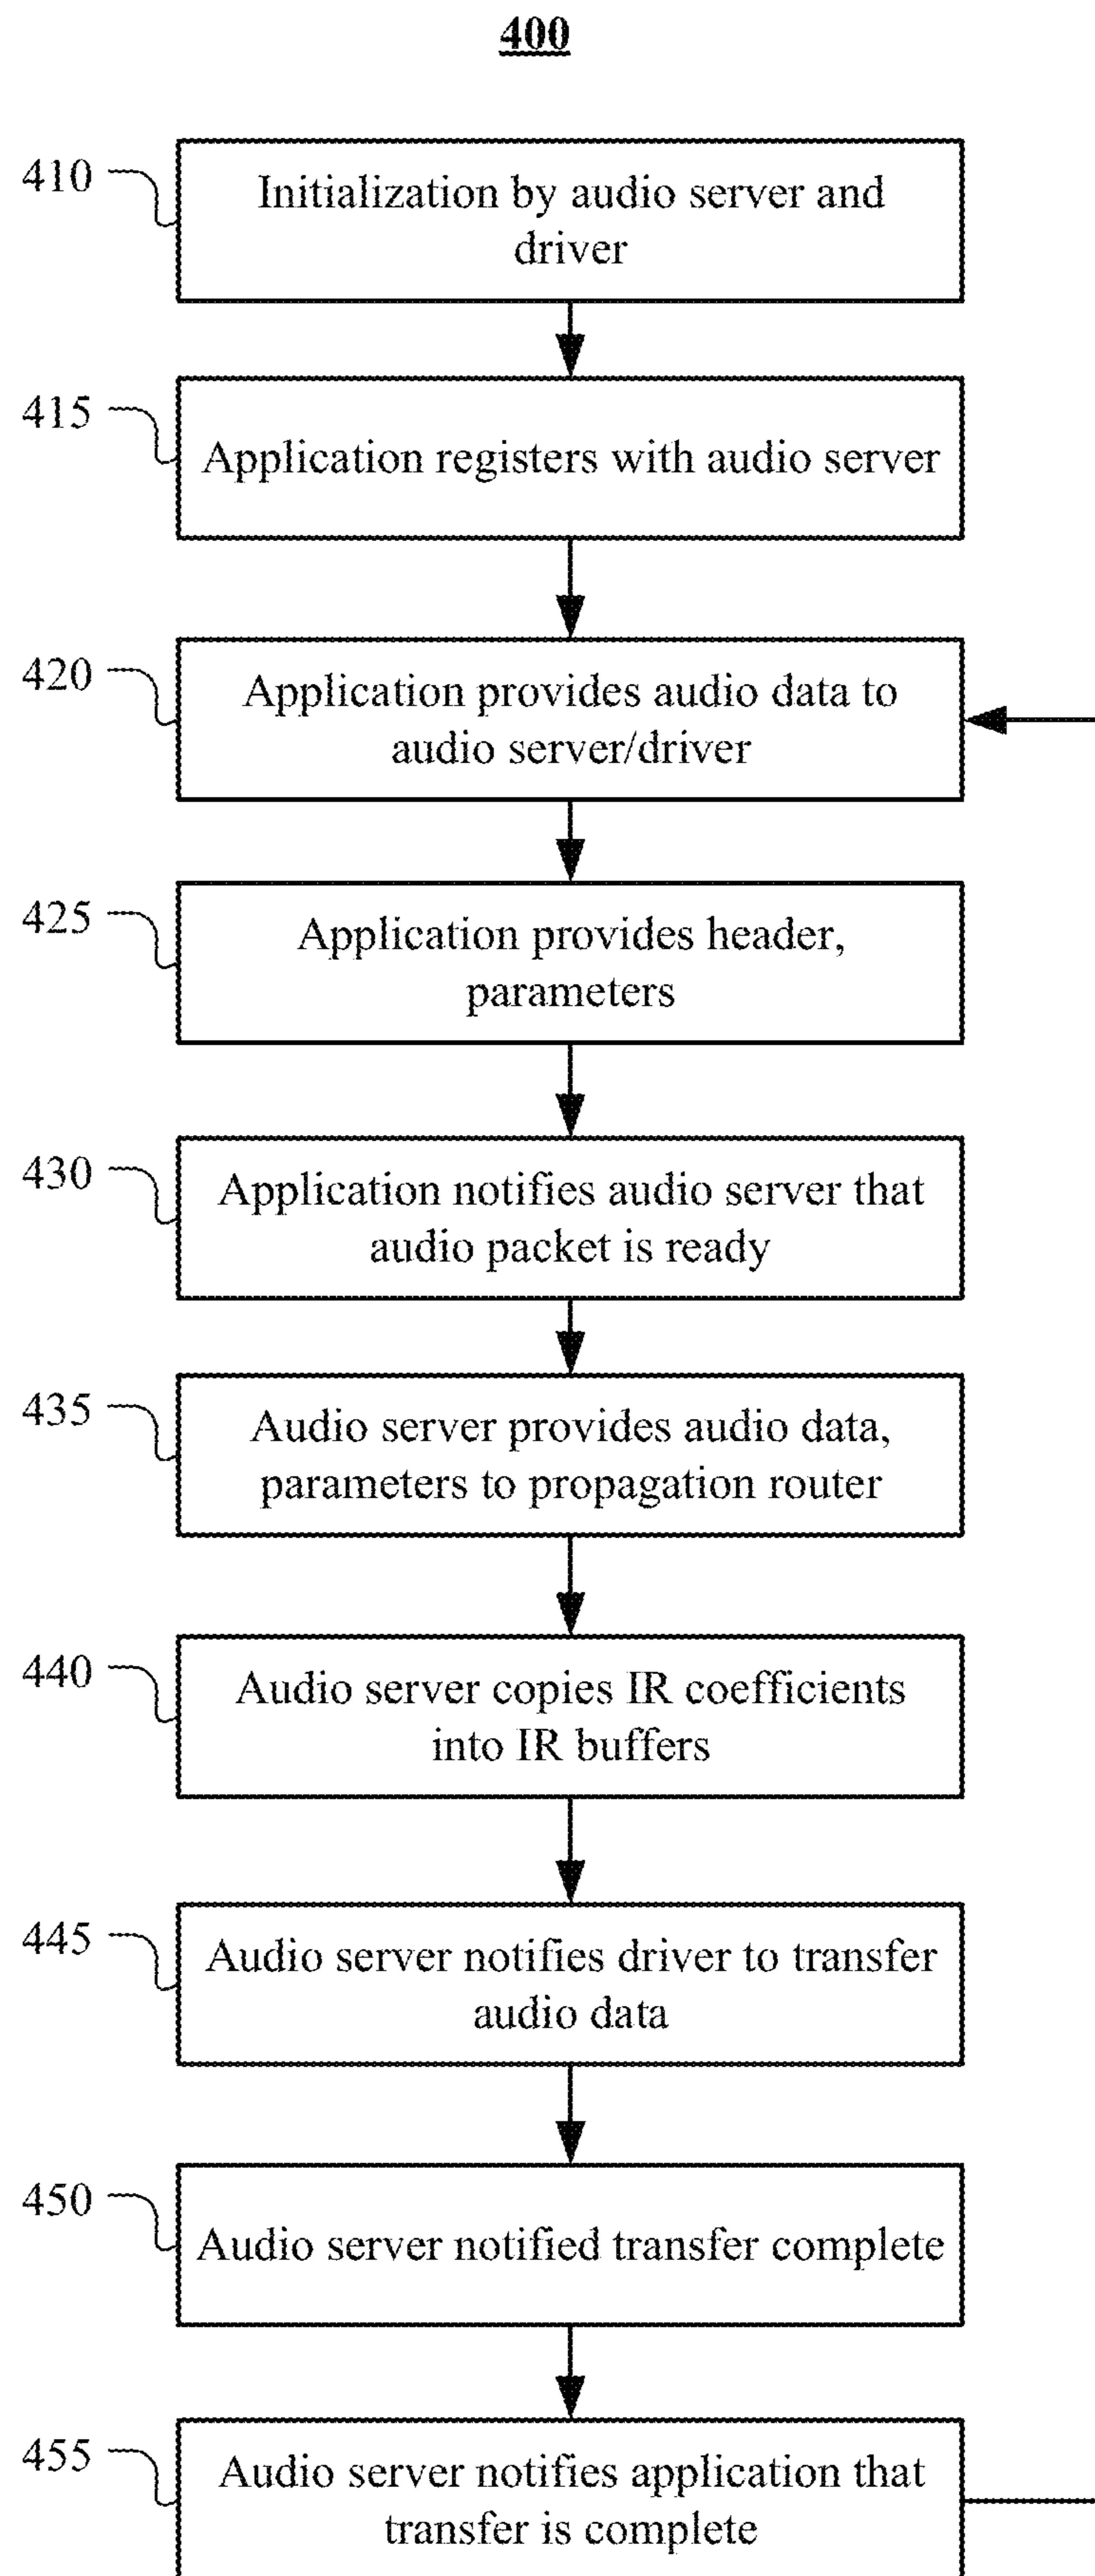 400
410
Initialization by audio server and
driver
415
Application registers with audio server
420
Application provides audio data to
audio server/driver
425
Application provides header,
parameters
430
Application notifies audio server that
audio packet is ready
435
Audio server provides audio data,
parameters to propagation router
440
Audio server copies IR coefficients
into IR buffers
445
Audio server notifies driver to transfer
audio data
450
Audio server notified transfer complete
455
Audio server notifies application that
transfer is complete